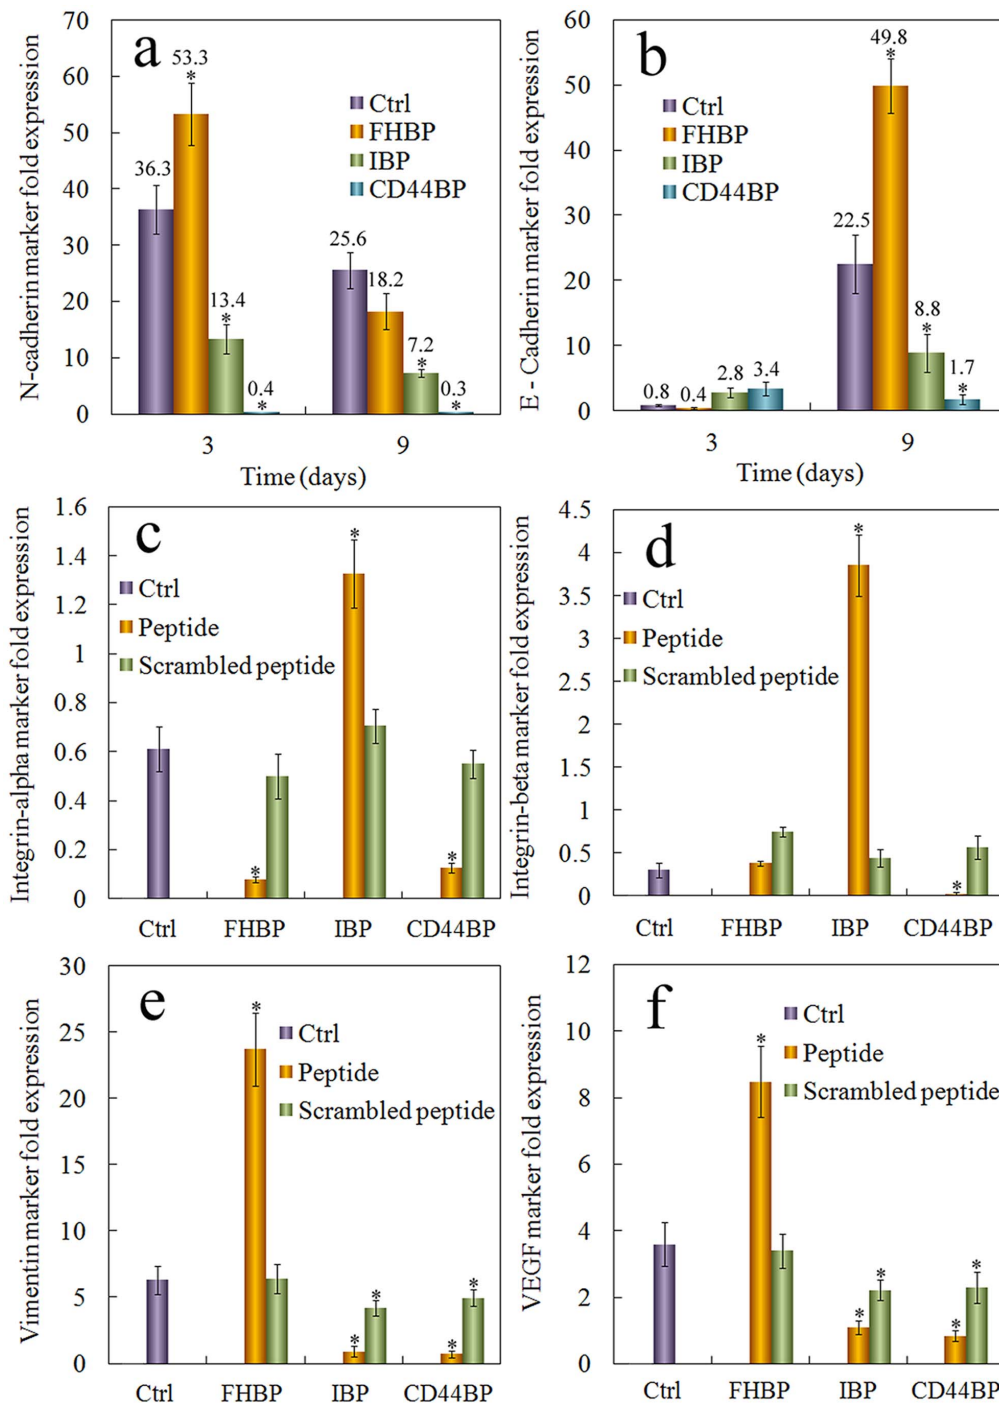 a
N-cadherin marker fold expression
70
60
50
40
30
20
10
0
36.3
53.3
*
13.4
*
0.4
*
25.6
18.2
7.2
*
0.3
*
Ctrl
FHBP
IBP
CD44BP
3
9
Time (days)
b
E - Cadherin marker fold expression
60
50
40
30
20
10
0
0.8
0.4
2.8
3.4
22.5
49.8
*
8.8
*
1.7
*
Ctrl
FHBP
IBP
CD44BP
3
9
Time (days)
c
Integrin-alpha marker fold expression
1.6
1.4
1.2
1
0.8
0.6
0.4
0.2
0
Ctrl
Peptide
Scrambled peptide
*
*
*
Ctrl
FHBP
IBP
CD44BP
d
Integrin-beta marker fold expression
4.5
4
3.5
3
2.5
2
1.5
1
0.5
0
Ctrl
Peptide
Scrambled peptide
*
*
Ctrl
FHBP
IBP
CD44BP
e
Vimentin marker fold expression
30
25
20
15
10
5
0
Ctrl
Peptide
Scrambled peptide
*
*
*
*
*
Ctrl
FHBP
IBP
CD44BP
f
VEGF marker fold expression
12
10
8
6
4
2
0
Ctrl
Peptide
Scrambled peptide
*
*
*
*
*
Ctrl
FHBP
IBP
CD44BP